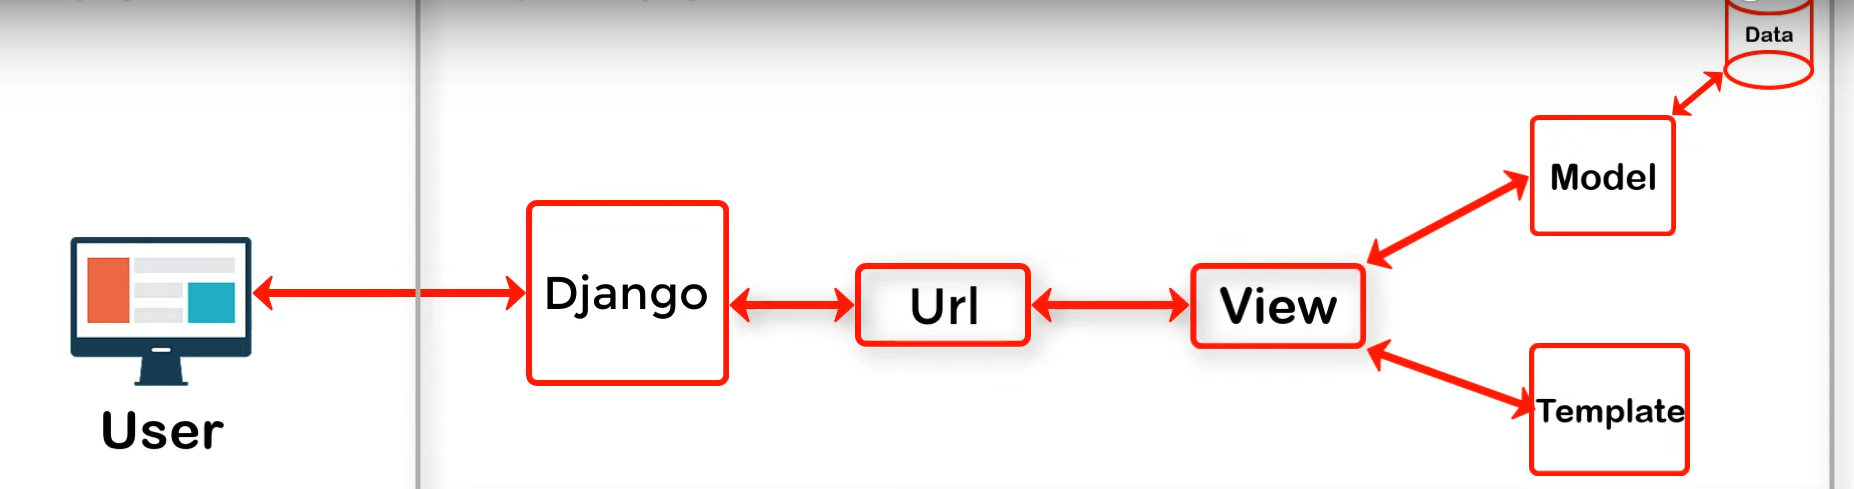 Data
Model
Django
Url
View
Template
User